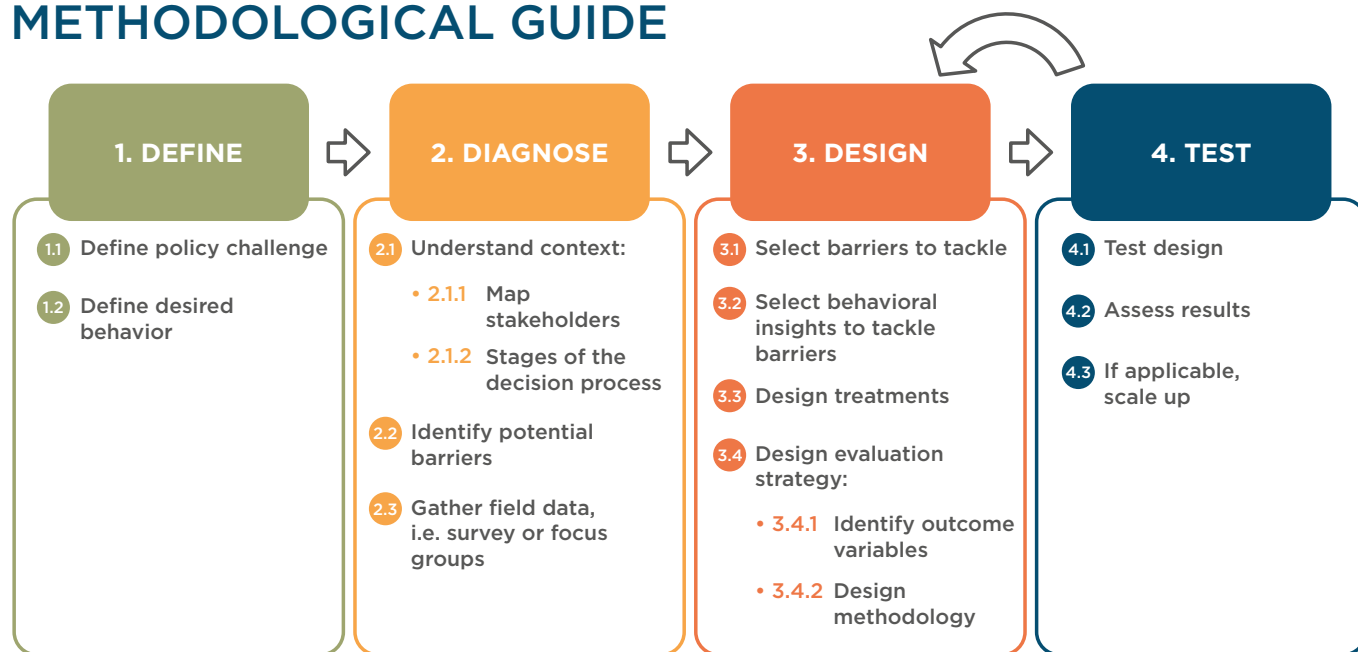 METHODOLOGICAL GUIDE
1. DEFINE
1.1 Define policy challenge
1.2 Define desired
behavior
2. DIAGNOSE
2.1 Understand context:
• 2.1.1 Map
stakeholders
• 2.1.2 Stages of the
decision process
2.2 Identify potential
barriers
2.3 Gather field data,
i.e. survey or focus
groups
3. DESIGN
3.1 Select barriers to tackle
3.2 Select behavioral
insights to tackle
barriers
3.3 Design treatments
3.4 Design evaluation
strategy:
• 3.4.1 Identify outcome
variables
• 3.4.2 Design
methodology
4. TEST
4.1 Test design
4.2 Assess results
4.3 If applicable,
scale up